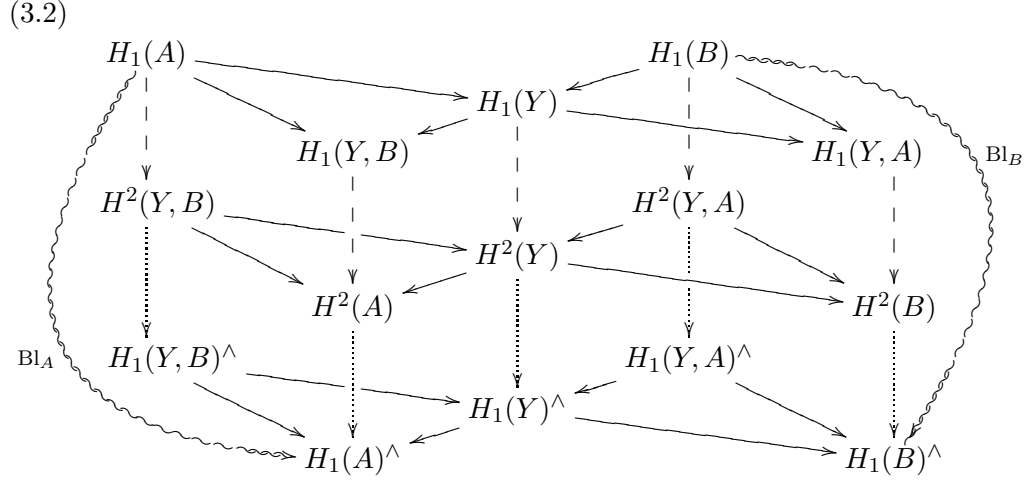 (3.2)
H_1(A) H_1(B)
H_1(Y)
H_1(Y, B) H_1(Y, A)
Bl_B
H^2(Y, B) H^2(Y, A)
H^2(Y)
H^2(A) H^2(B)
Bl_A H_1(Y, B)^∧ H_1(Y, A)^∧
H_1(Y)^∧
H_1(A)^∧ H_1(B)^∧